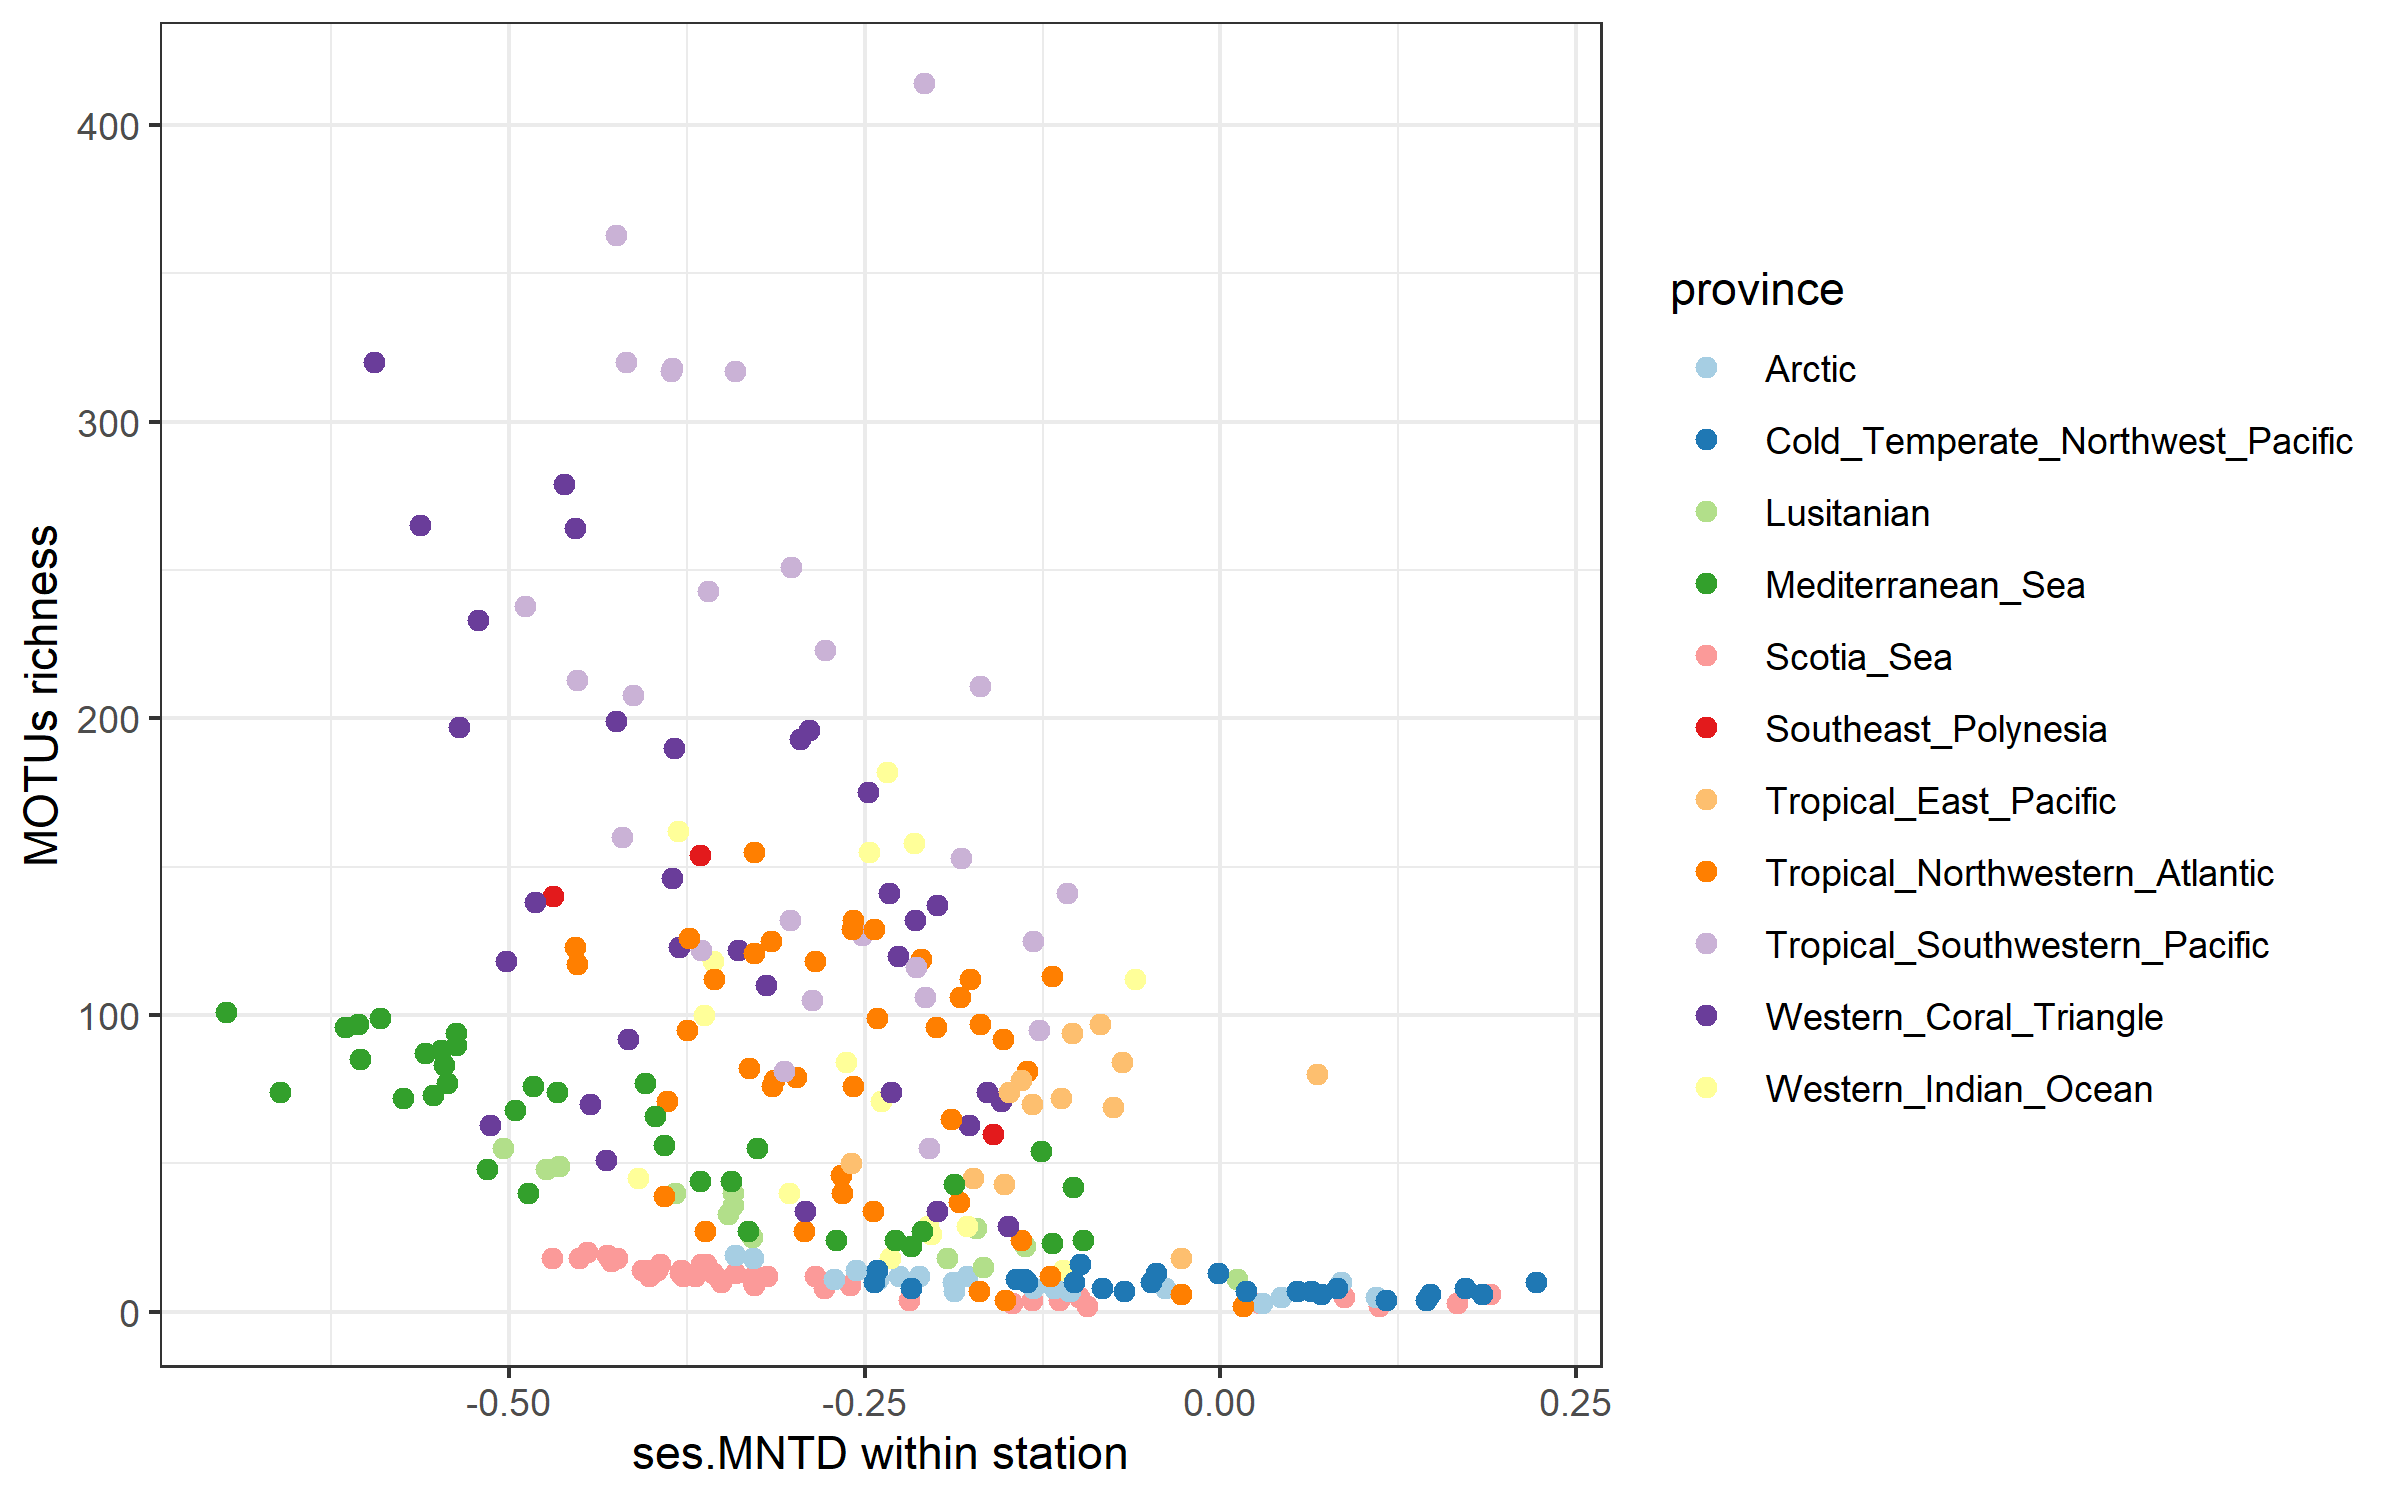 400
300
200
100
0
MOTUs richness
-0.50
-0.25
0.00
0.25
ses.MNTD within station
province
Arctic
Cold_Temperate_Northwest_Pacific
Lusitanian
Mediterranean_Sea
Scotia_Sea
Southeast_Polynesia
Tropical_East_Pacific
Tropical_Northwestern_Atlantic
Tropical_Southwestern_Pacific
Western_Coral_Triangle
Western_Indian_Ocean